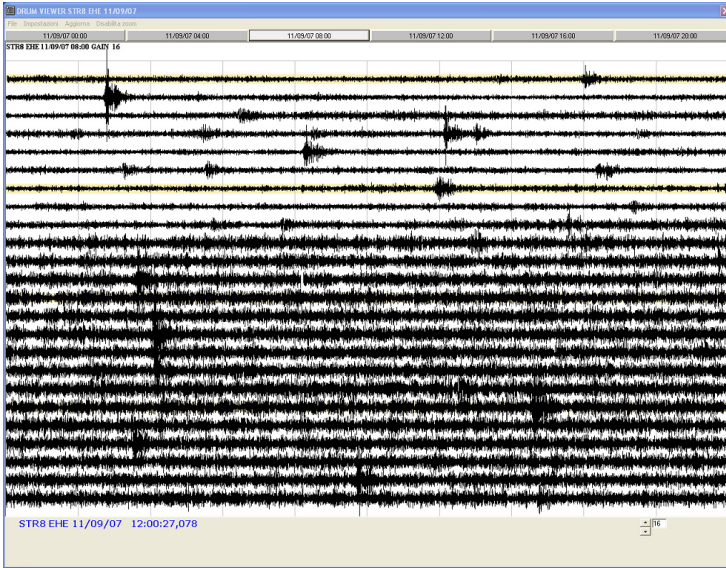 DRUM VIEWER STR8 EHE 11/09/07
File Impostazioni Aggiorna Disabilita zoom
11/09/07 00:00 11/09/07 04:00 11/09/07 08:00 11/09/07 12:00 11/09/07 16:00 11/09/07 20:00
STR8 EHE 11/09/07 08:00 GAIN 16
STR8 EHE 11/09/07 12:00:27,078
16